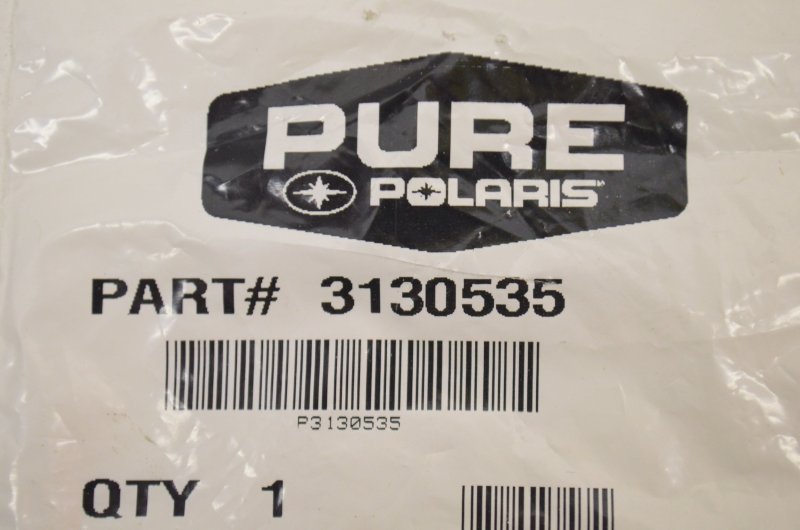 PURE
POLARIS
PART# 3130535
P3130535
QTY 1